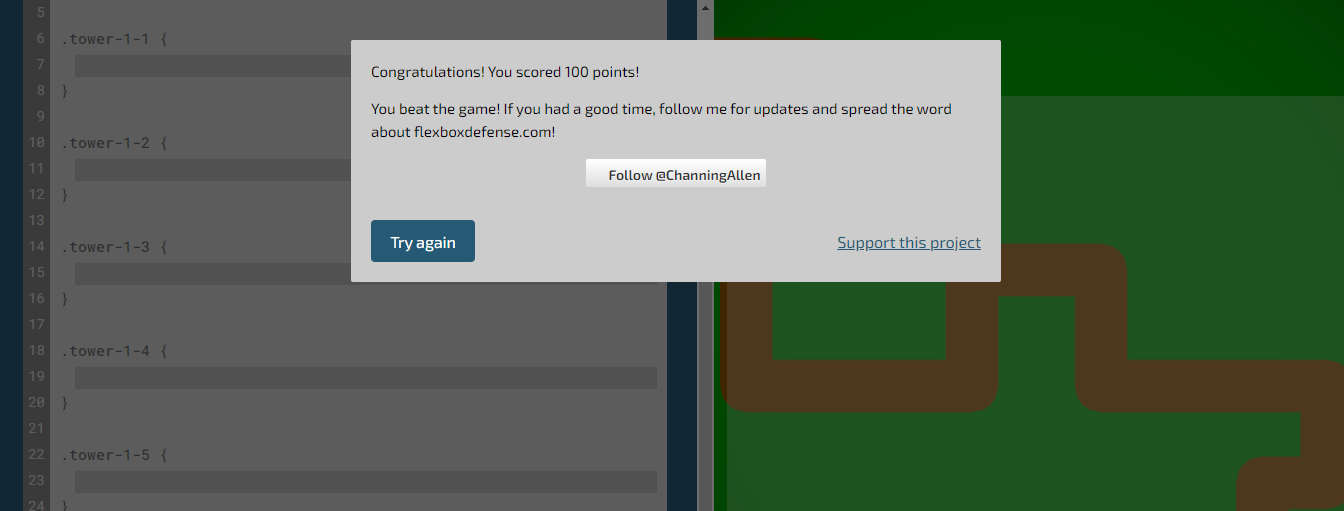 5
6 .tower-1-1 {
7
8 }
9
10 .tower-1-2 {
11
12 }
13
14 .tower-1-3 {
15
16 }
17
18 .tower-1-4 {
19
20 }
21
22 .tower-1-5 {
23
24 }
Congratulations! You scored 100 points!
You beat the game! If you had a good time, follow me for updates and spread the word
about flexboxdefense.com!
Follow @ChanningAllen
Try again
Support this project